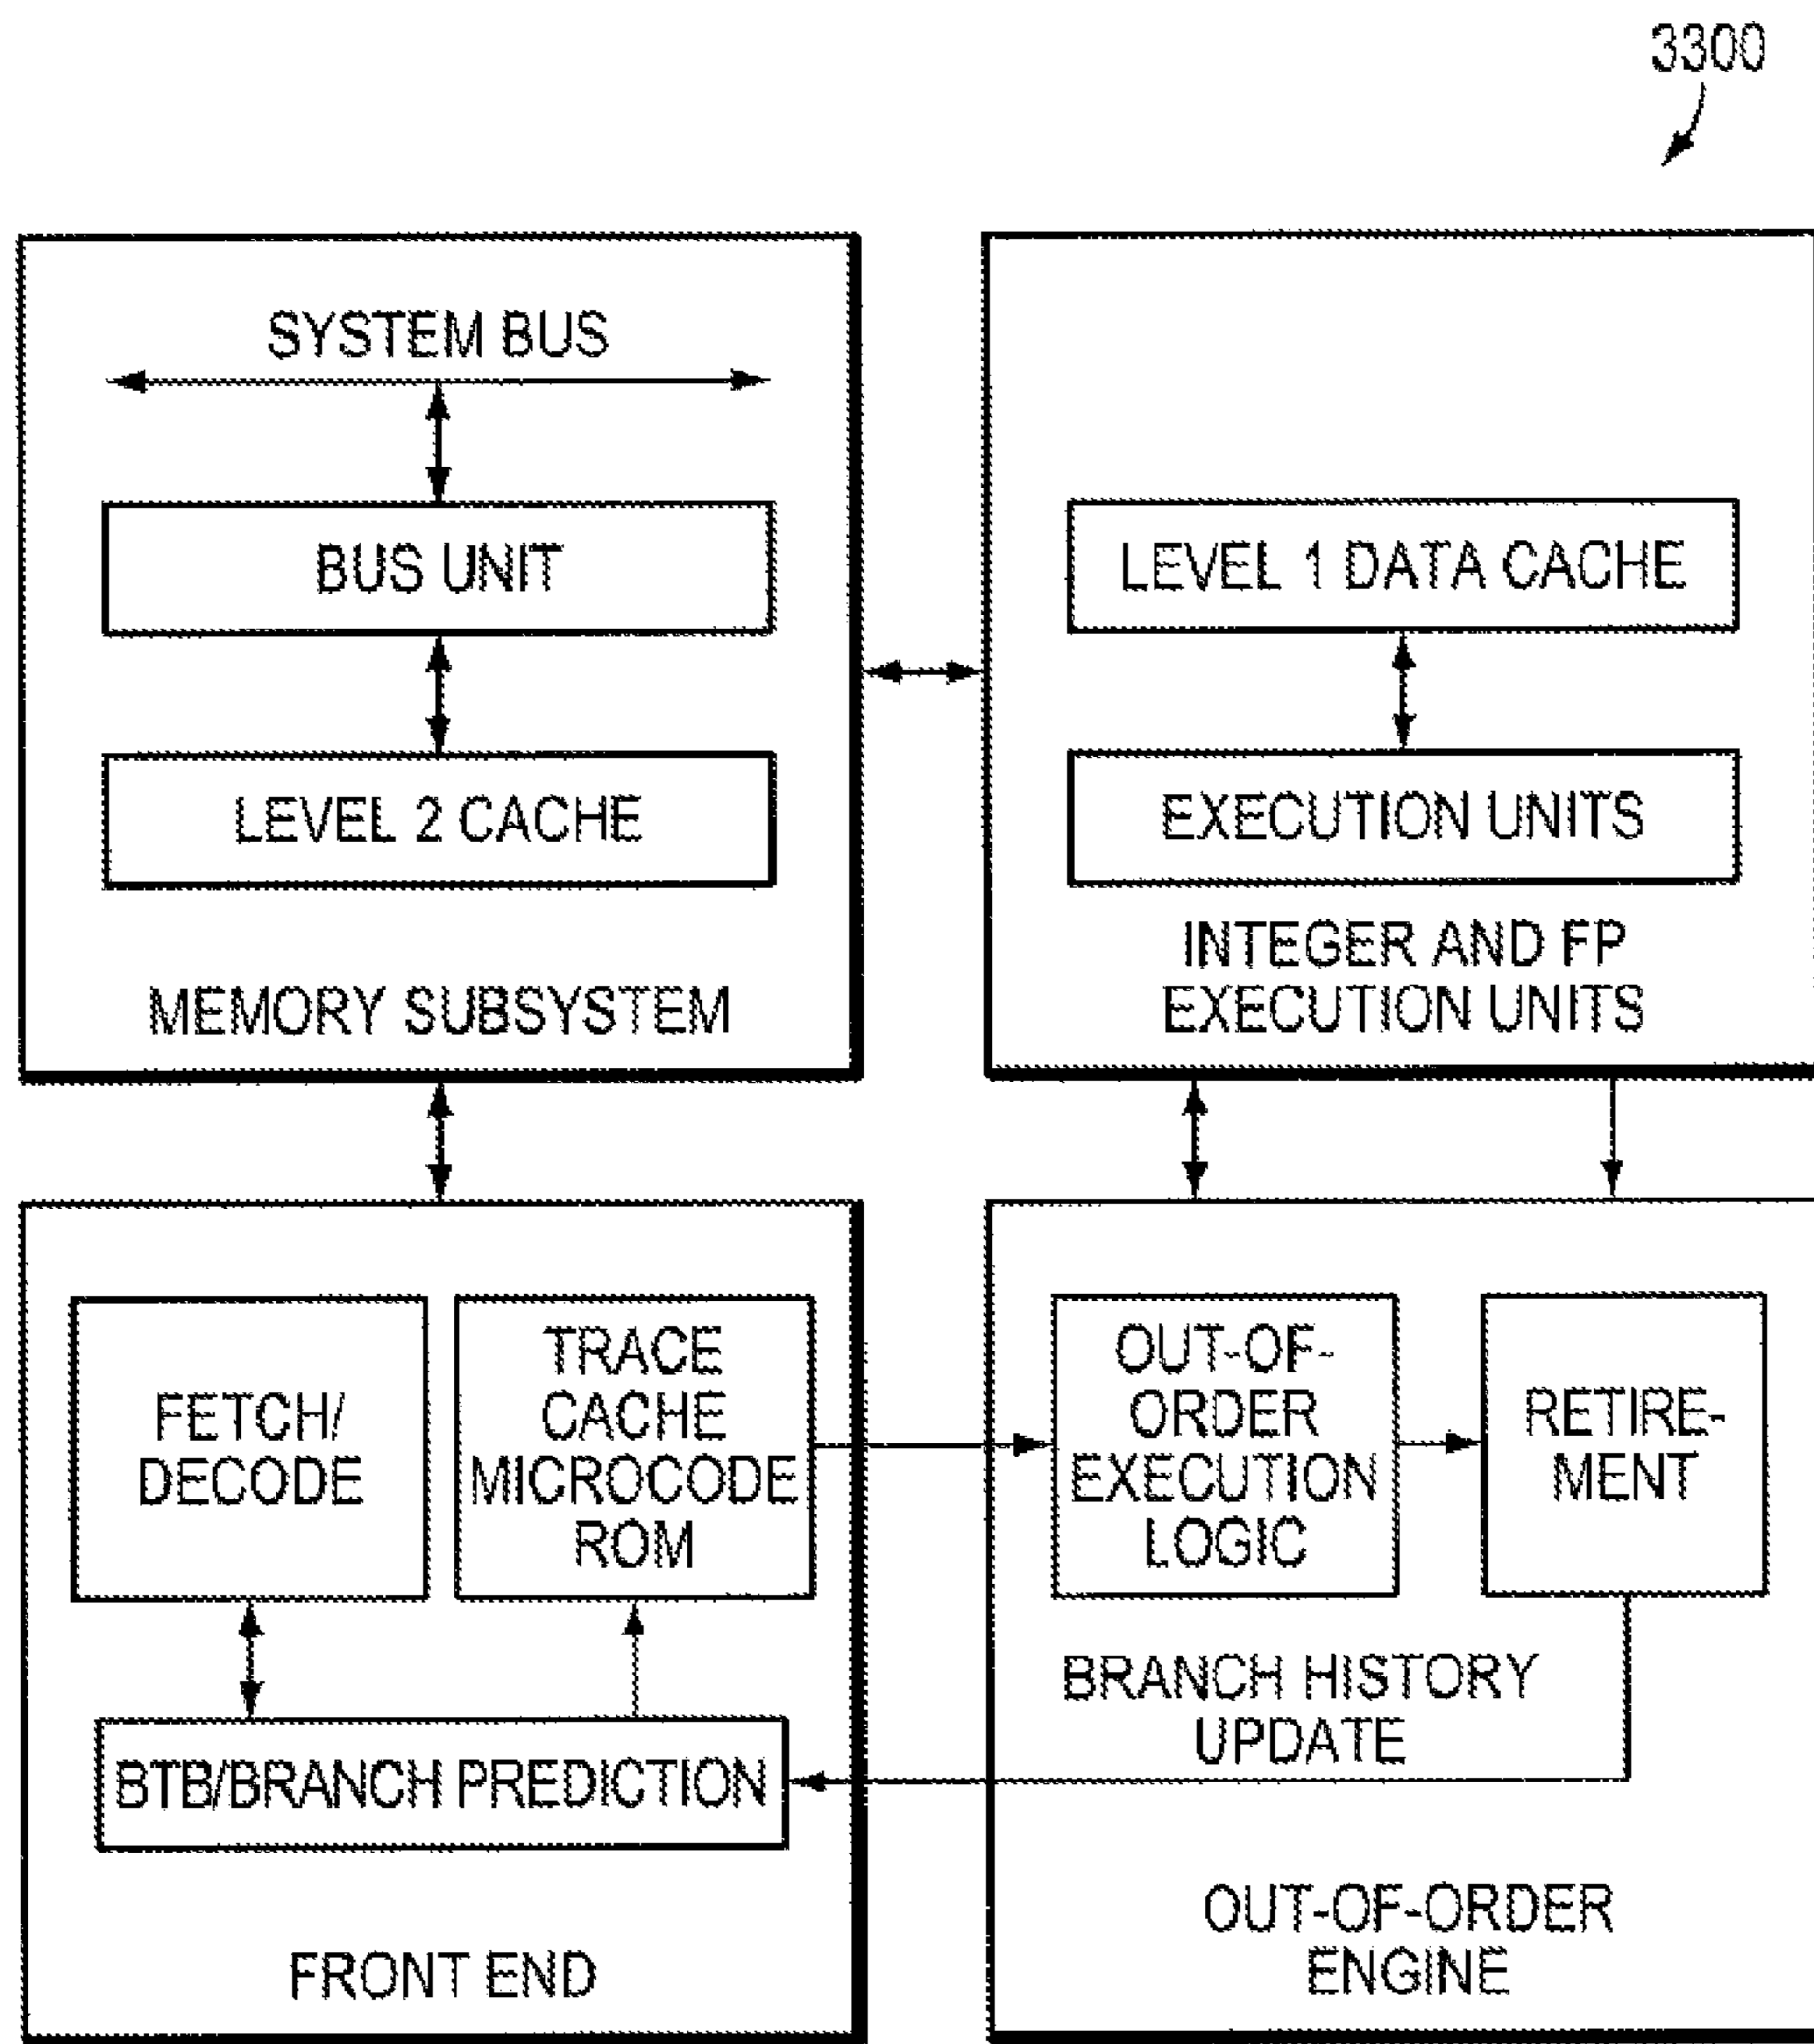 3300
SYSTEM BUS
BUS UNIT
LEVEL 2 CACHE
MEMORY SUBSYSTEM
LEVEL 1 DATA CACHE
EXECUTION UNITS
INTEGER AND FP
EXECUTION UNITS
FETCH/
DECODE
TRACE
CACHE
MICROCODE
ROM
BTB/BRANCH PREDICTION
FRONT END
OUT-OF-
ORDER
EXECUTION
LOGIC
RETIRE-
MENT
BRANCH HISTORY
UPDATE
OUT-OF-ORDER
ENGINE